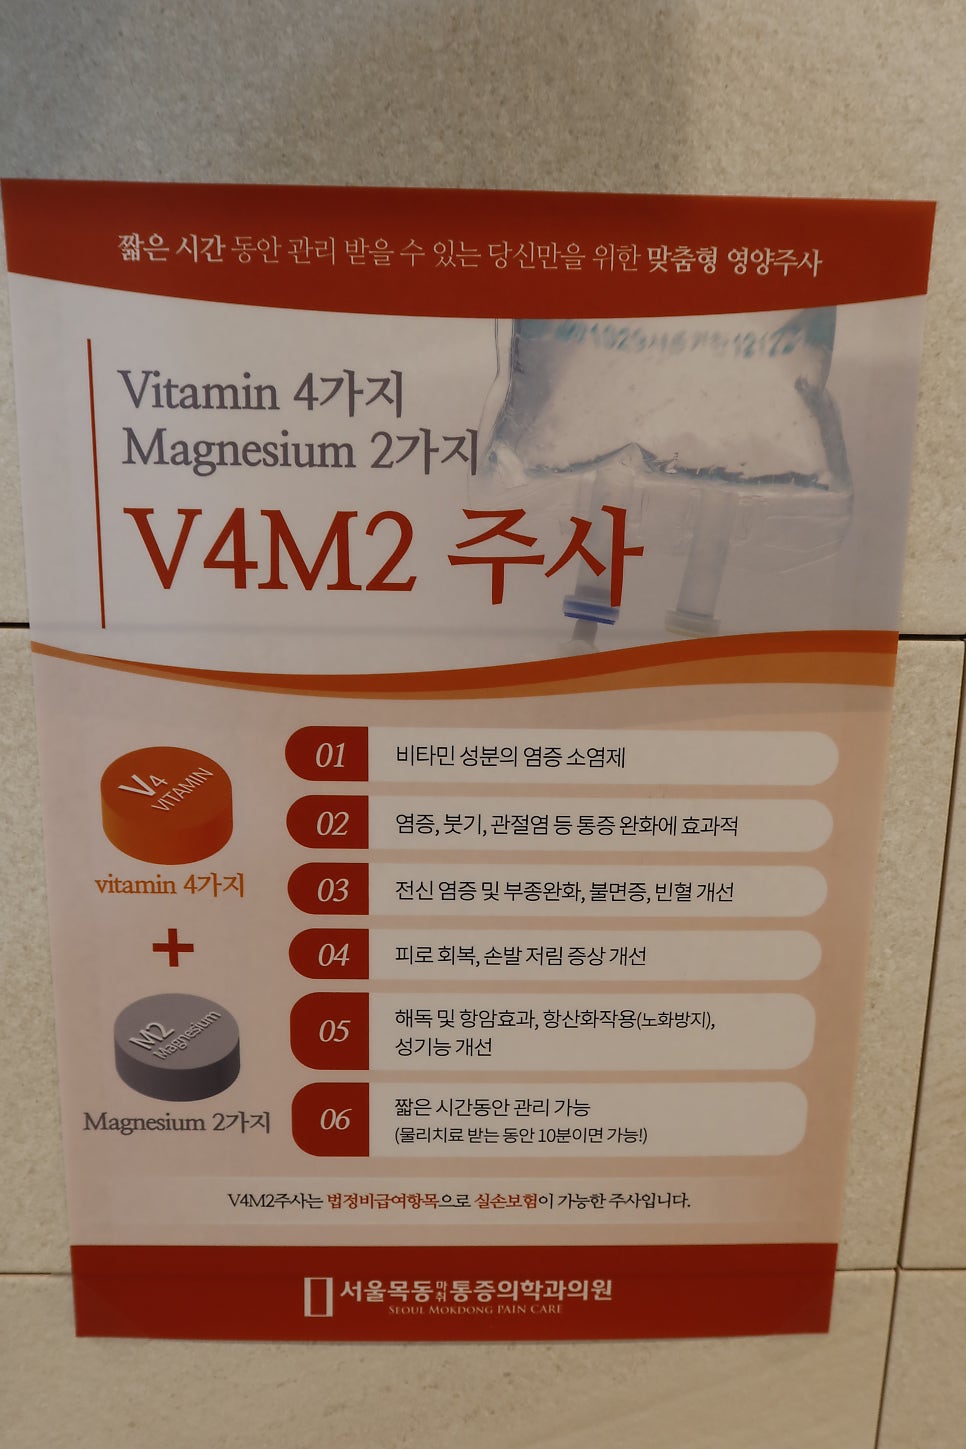 짧은 시간 동안 관리 받을 수 있는 당신만을 위한 맞춤형 영양주사
Vitamin 4가지
Magnesium 2가지
V4M2 주사
V4
VITAMIN
vitamin 4가지
+
M2
Magnesium
Magnesium 2가지
01 비타민 성분의 염증 소염제
02 염증, 붓기, 관절염 등 통증 완화에 효과적
03 전신 염증 및 부종완화, 불면증, 빈혈 개선
04 피로 회복, 손발 저림 증상 개선
05 해독 및 항암효과, 항산화작용(노화방지),
성기능 개선
06 짧은 시간동안 관리 가능
(물리치료 받는 동안 10분이면 가능!)
V4M2주사는 법정비급여항목으로 실손보험이 가능한 주사입니다.
서울목동마취통증의학과의원
SEOUL MOKDONG PAIN CARE